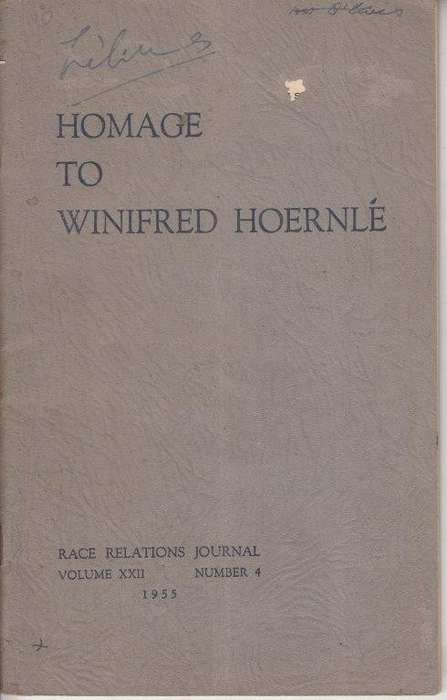 HOMAGE
TO
WINIFRED HOERNLÉ
RACE RELATIONS JOURNAL
VOLUME XXII NUMBER 4
1955